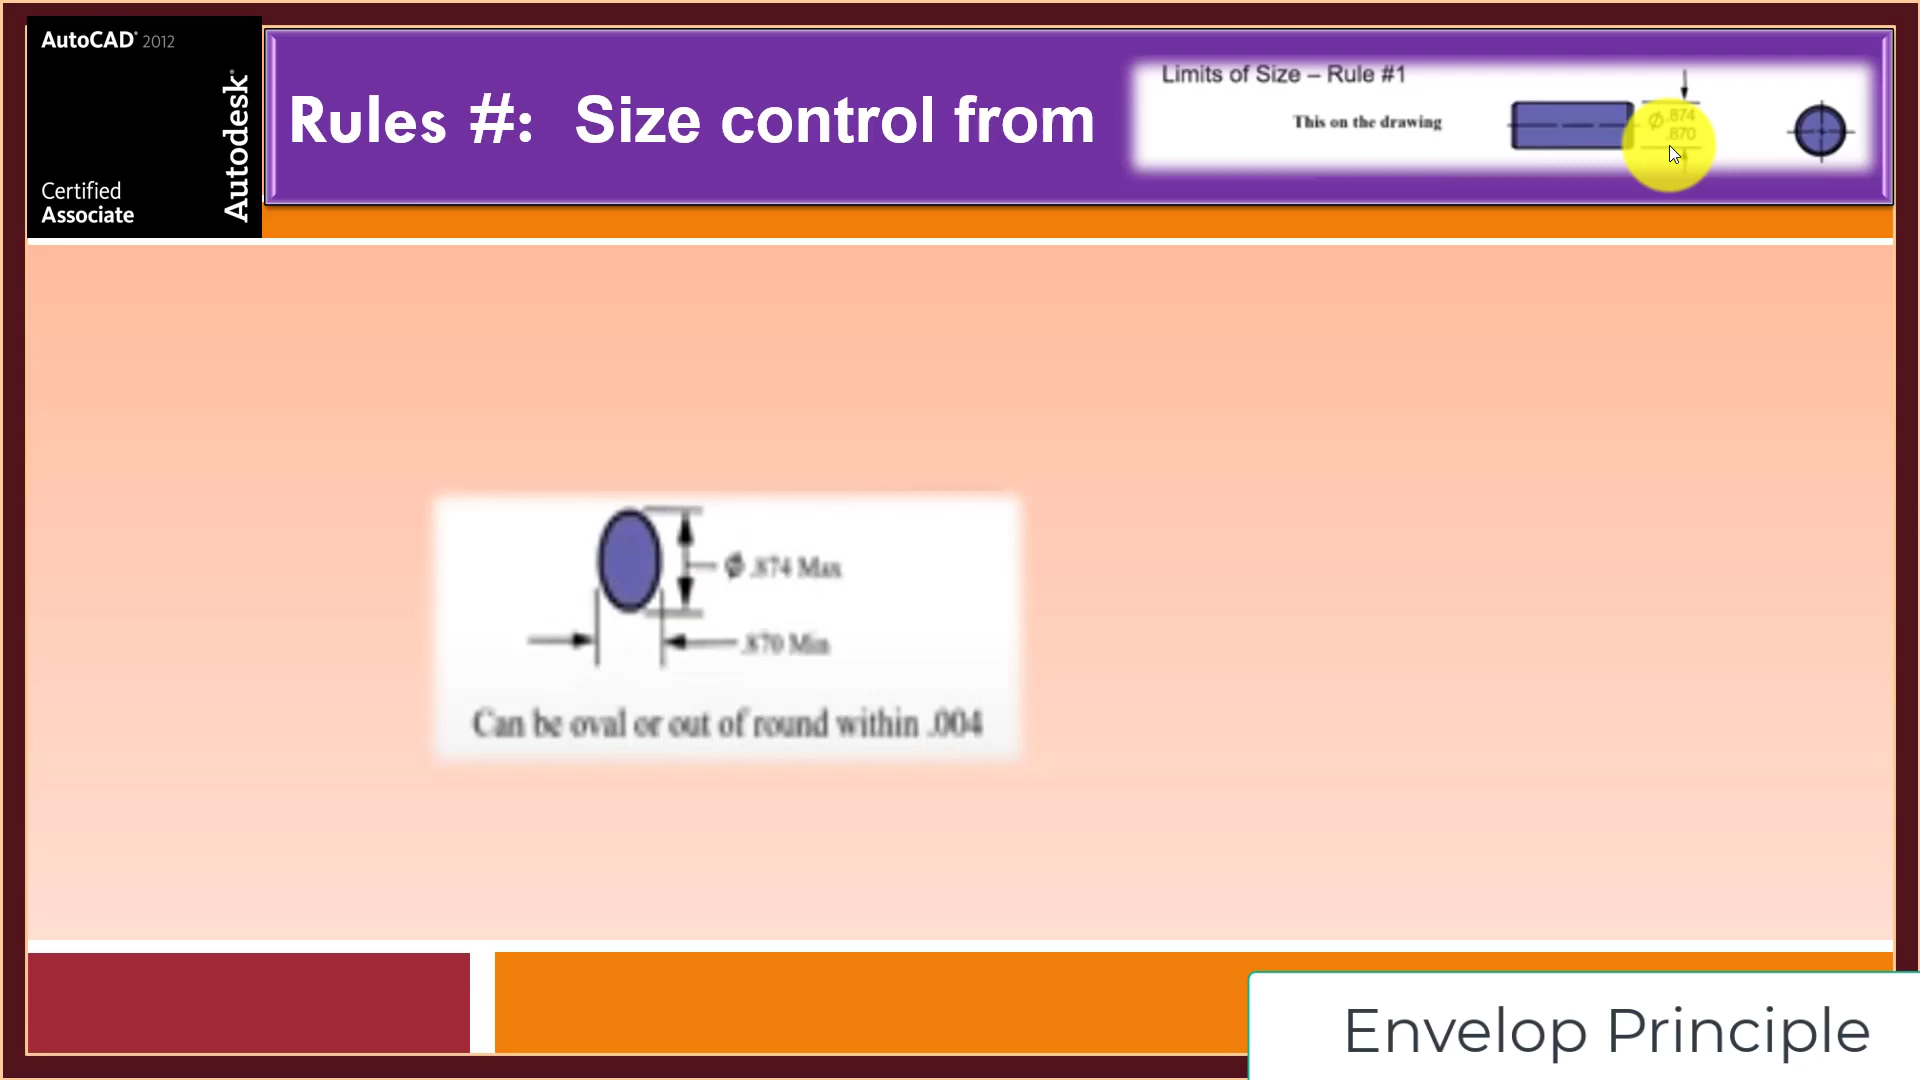 AutoCAD® 2012
Autodesk®
Certified
Associate
Rules #: Size control from
Limits of Size – Rule #1
This on the drawing
Ø .874
.870
Ø .874 Max
.870 Min
Can be oval or out of round within .004
Envelop Principle